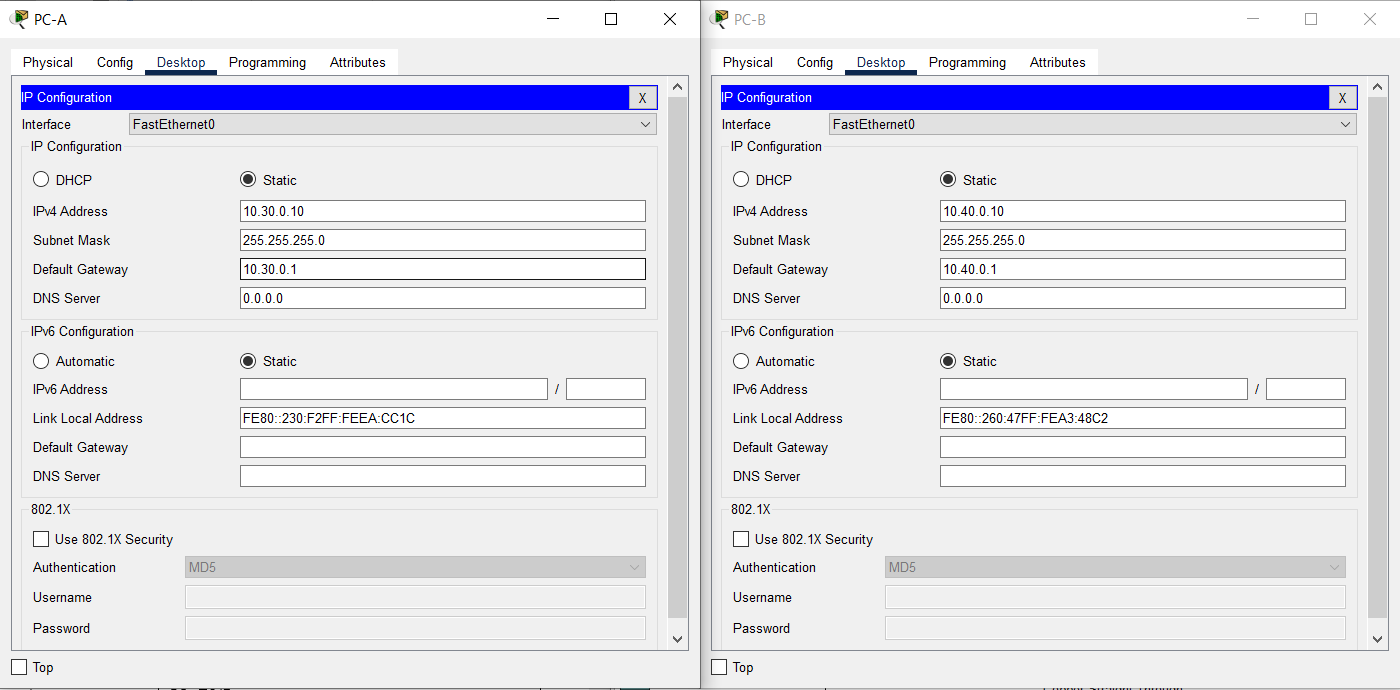 PC-A
Physical Config Desktop Programming Attributes
IP Configuration X
Interface FastEthernet0
IP Configuration
DHCP Static
IPv4 Address 10.30.0.10
Subnet Mask 255.255.255.0
Default Gateway 10.30.0.1
DNS Server 0.0.0.0
IPv6 Configuration
Automatic Static
IPv6 Address /
Link Local Address FE80::230:F2FF:FEEA:CC1C
Default Gateway
DNS Server
802.1X
Use 802.1X Security
Authentication MD5
Username
Password
Top
PC-B
Physical Config Desktop Programming Attributes
IP Configuration X
Interface FastEthernet0
IP Configuration
DHCP Static
IPv4 Address 10.40.0.10
Subnet Mask 255.255.255.0
Default Gateway 10.40.0.1
DNS Server 0.0.0.0
IPv6 Configuration
Automatic Static
IPv6 Address /
Link Local Address FE80::260:47FF:FEA3:48C2
Default Gateway
DNS Server
802.1X
Use 802.1X Security
Authentication MD5
Username
Password
Top